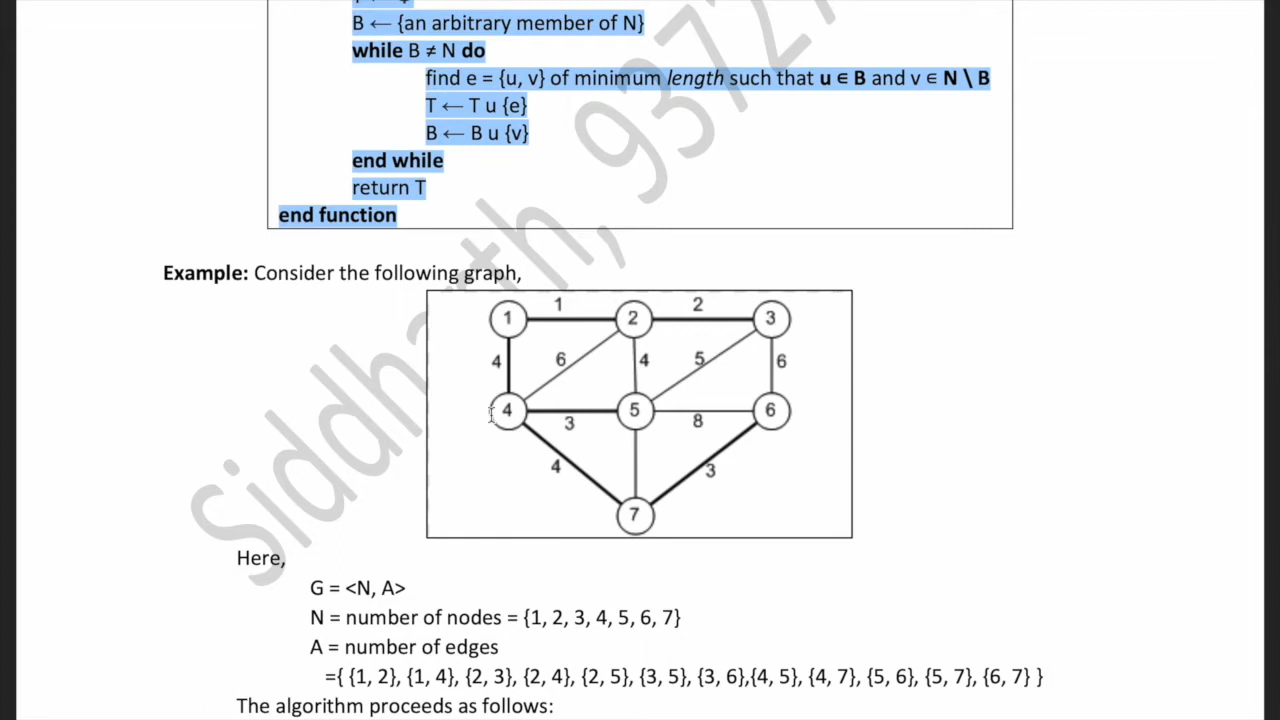 B ← {an arbitrary member of N}
while B ≠ N do
find e = {u, v} of minimum length such that u ∈ B and v ∈ N \ B
T ← T u {e}
B ← B u {v}
end while
return T
end function
Example: Consider the following graph,
1 2
1 2 3
4 6 4 5 6
4 5 6
3 8
4 3
7
Here,
G = <N, A>
N = number of nodes = {1, 2, 3, 4, 5, 6, 7}
A = number of edges
={ {1, 2}, {1, 4}, {2, 3}, {2, 4}, {2, 5}, {3, 5}, {3, 6},{4, 5}, {4, 7}, {5, 6}, {5, 7}, {6, 7} }
The algorithm proceeds as follows:
Siddharth, 9372